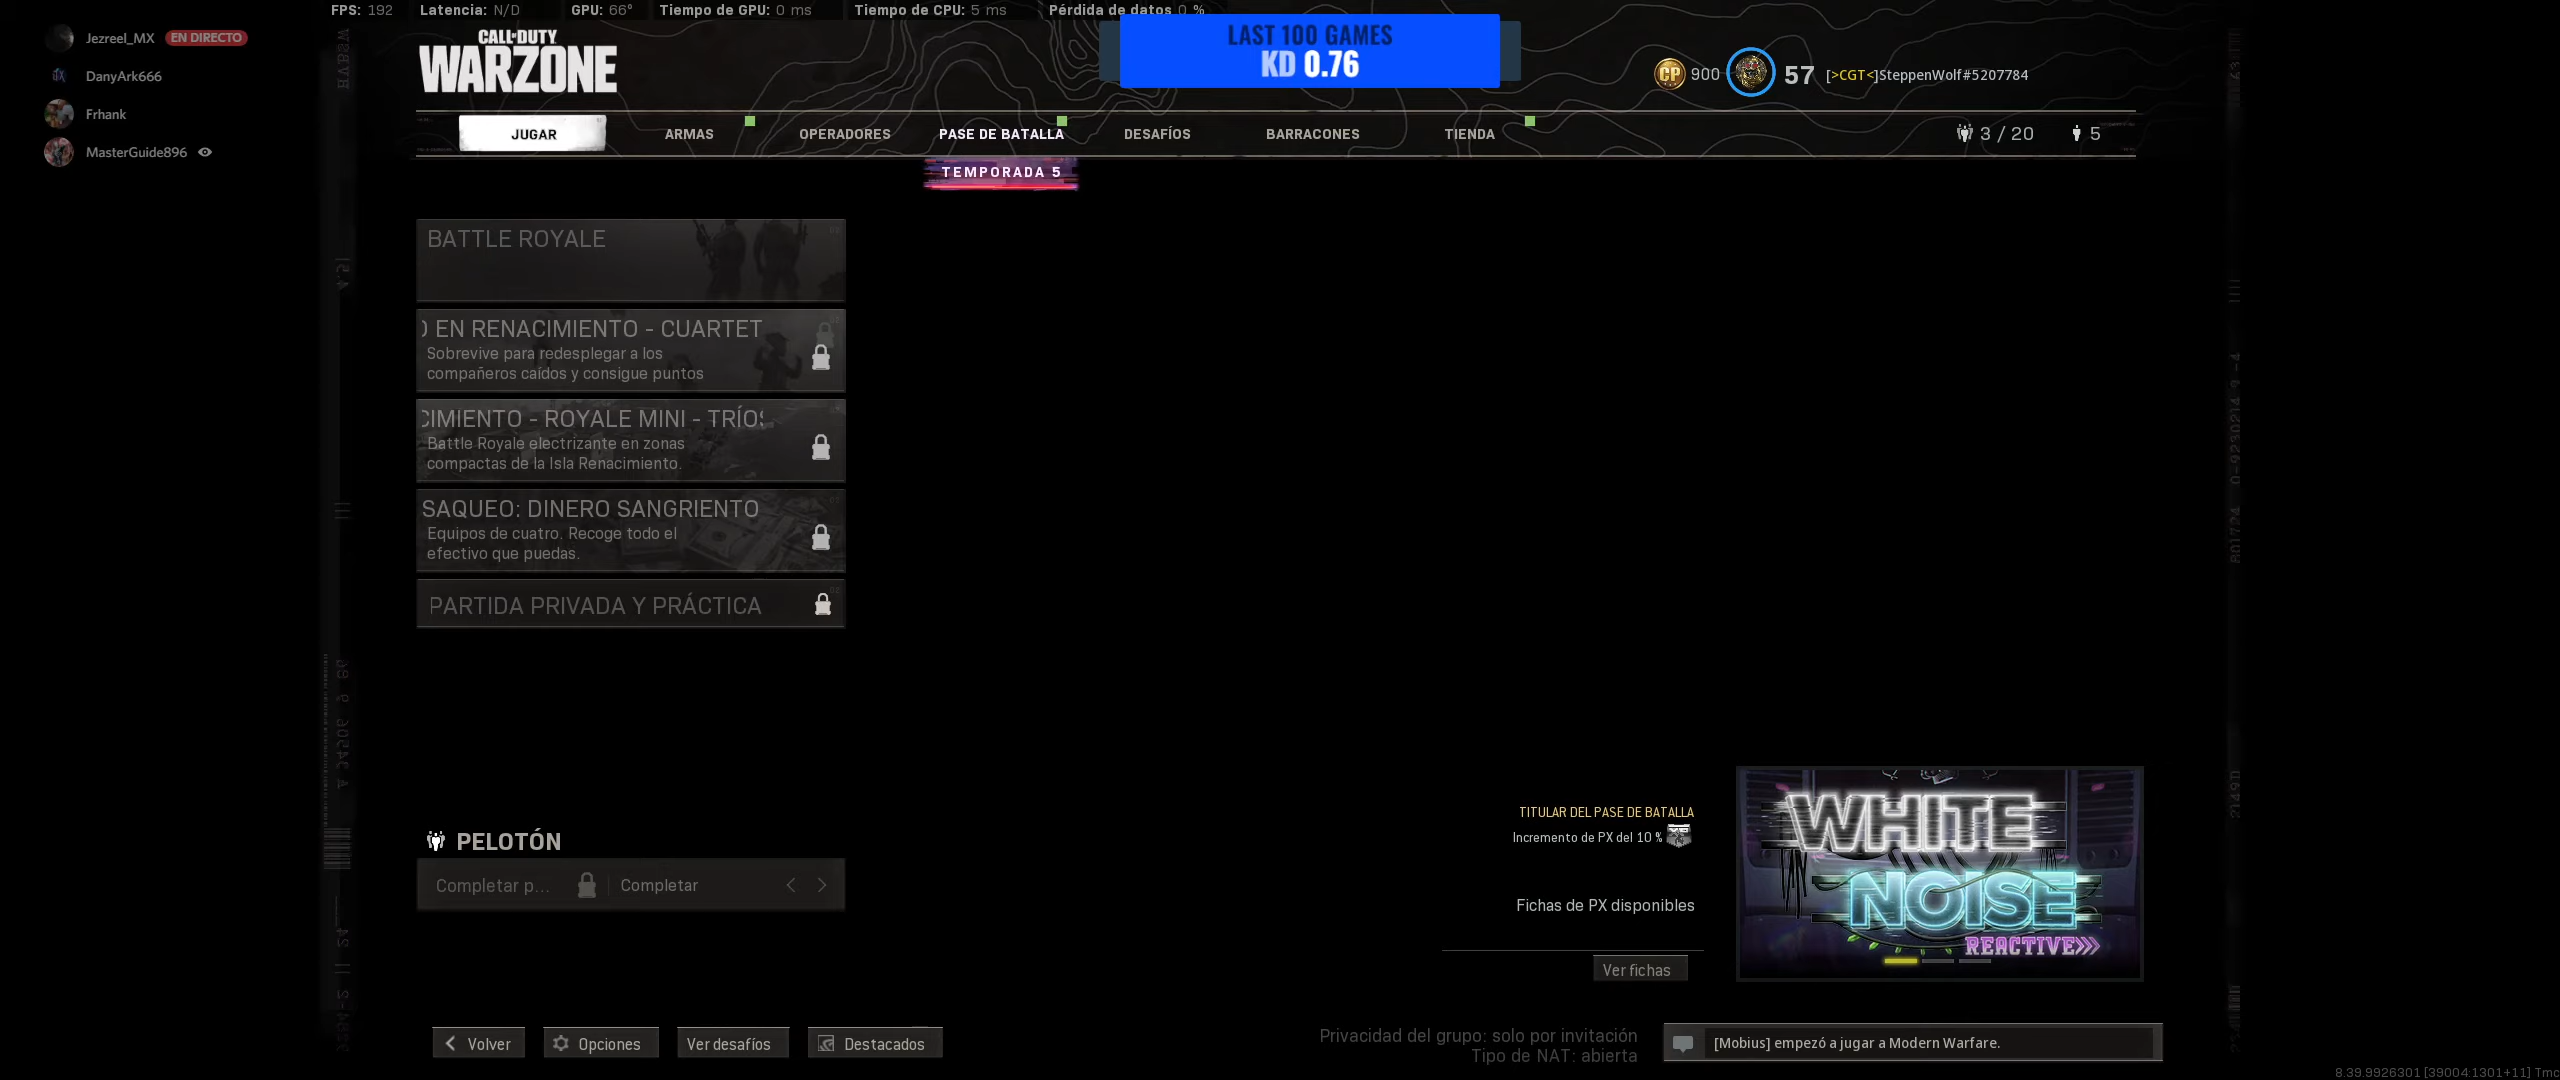 FPS: 192 Latencia: N/D GPU: 66° Tiempo de GPU: 0 ms Tiempo de CPU: 5 ms Pérdida de datos 0 %
Jezreel_MX EN DIRECTO
DanyArk666
Frhank
MasterGuide896
CALL OF DUTY
WARZONE
LAST 100 GAMES
KD 0.76
CP 900 57 [>CGT<]SteppenWolf#5207784
JUGAR ARMAS OPERADORES PASE DE BATALLA DESAFÍOS BARRACONES TIENDA 3 / 20 5
TEMPORADA 5
BATTLE ROYALE
O EN RENACIMIENTO - CUARTET
Sobrevive para redesplegar a los
compañeros caídos y consigue puntos
CIMIENTO - ROYALE MINI - TRÍOS
Battle Royale electrizante en zonas
compactas de la Isla Renacimiento.
SAQUEO: DINERO SANGRIENTO
Equipos de cuatro. Recoge todo el
efectivo que puedas.
PARTIDA PRIVADA Y PRÁCTICA
PELOTÓN
Completar p... Completar
TITULAR DEL PASE DE BATALLA
Incremento de PX del 10 %
Fichas de PX disponibles
Ver fichas
WHITE
NOISE
REACTIVE
Volver Opciones Ver desafíos Destacados
Privacidad del grupo: solo por invitación
Tipo de NAT: abierta
[Mobius] empezó a jugar a Modern Warfare.
8.39.9926301 [39004:1301+11] Tmc